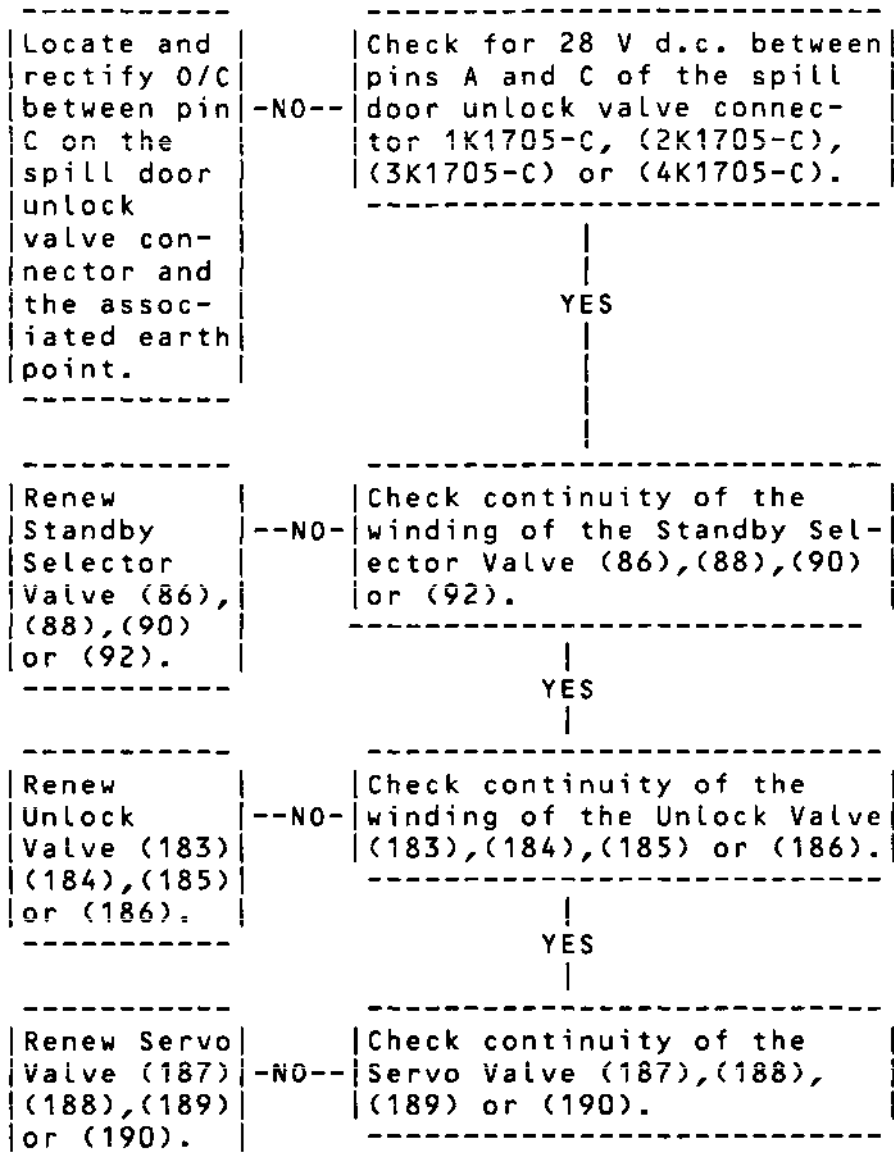 Locate and
rectify O/C
between pin
C on the
spill door
unlock
valve con-
nector and
the assoc-
iated earth
point.
-NO--
Check for 28 V d.c. between
pins A and C of the spill
door unlock valve connec-
tor 1K1705-C, (2K1705-C),
(3K1705-C) or (4K1705-C).
YES
Renew
Standby
Selector
Valve (86),
(88),(90)
or (92).
--NO-
Check continuity of the
winding of the Standby Sel-
ector Valve (86),(88),(90)
or (92).
YES
Renew
Unlock
Valve (183)
(184),(185)
or (186).
--NO-
Check continuity of the
winding of the Unlock Valve
(183),(184),(185) or (186).
YES
Renew Servo
Valve (187)
(188),(189)
or (190).
-NO--
Check continuity of the
Servo Valve (187),(188),
(189) or (190).